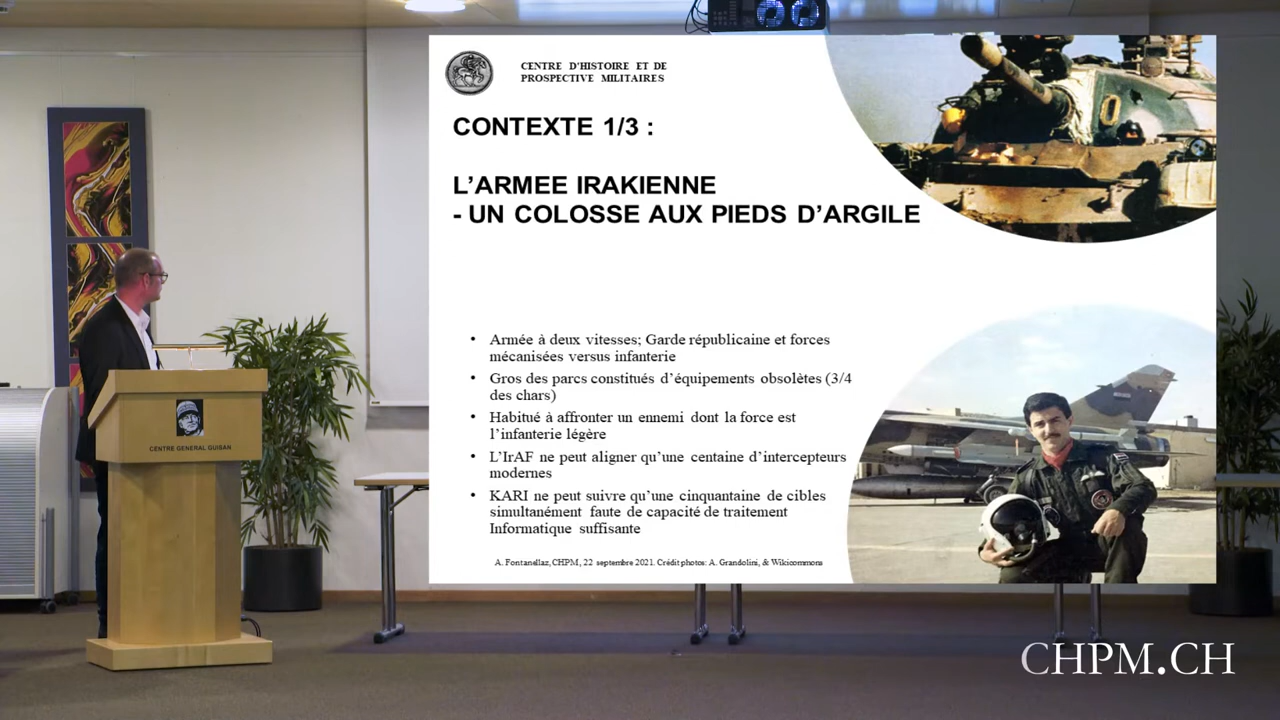 CENTRE D'HISTOIRE ET DE
PROSPECTIVE MILITAIRES
CONTEXTE 1/3 :
L'ARMEE IRAKIENNE
- UN COLOSSE AUX PIEDS D'ARGILE
• Armée à deux vitesses; Garde républicaine et forces
mécanisées versus infanterie
• Gros des parcs constitués d'équipements obsolètes (3/4
des chars)
• Habitué à affronter un ennemi dont la force est
l'infanterie légère
• L'IrAF ne peut aligner qu'une centaine d'intercepteurs
modernes
• KARI ne peut suivre qu'une cinquantaine de cibles
simultanément faute de capacité de traitement
Informatique suffisante
A. Fontanellaz, CHPM, 22 septembre 2021. Crédit photos: A. Grandolini, & Wikicommons
CENTRE GENERAL GUISAN
CHPM.CH